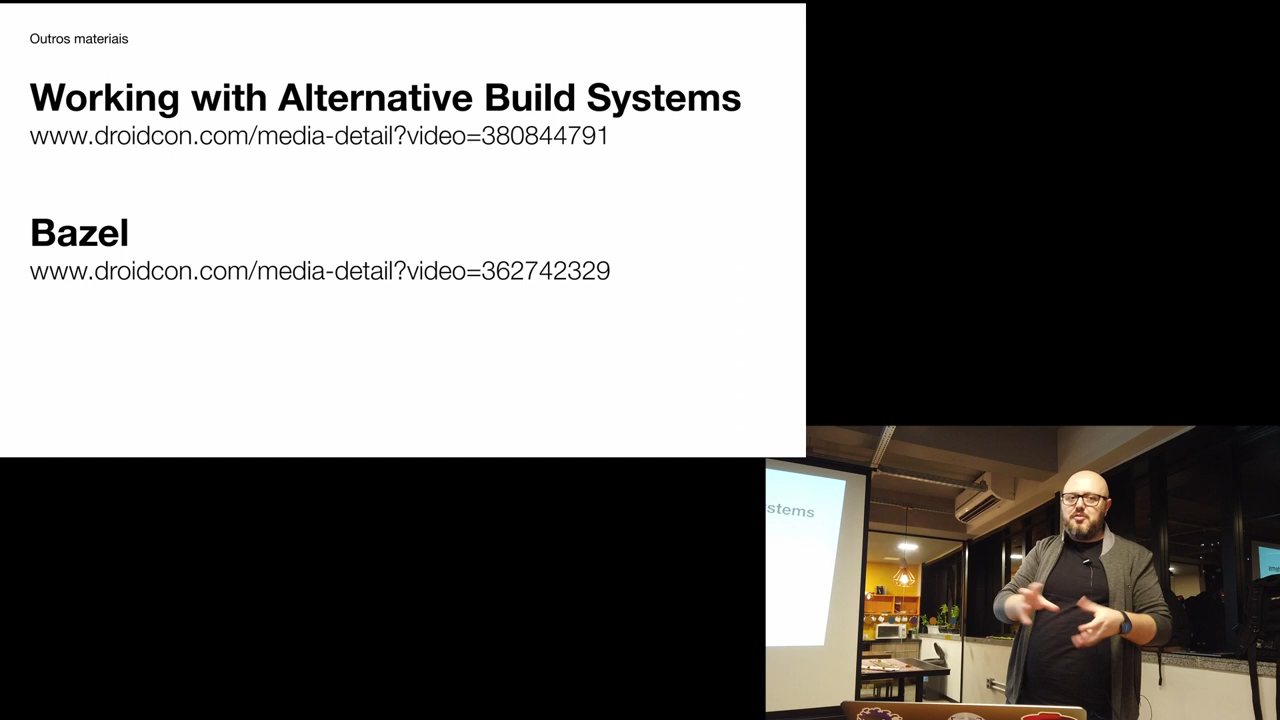 Outros materiais
Working with Alternative Build Systems
www.droidcon.com/media-detail?video=380844791
Bazel
www.droidcon.com/media-detail?video=362742329
stems